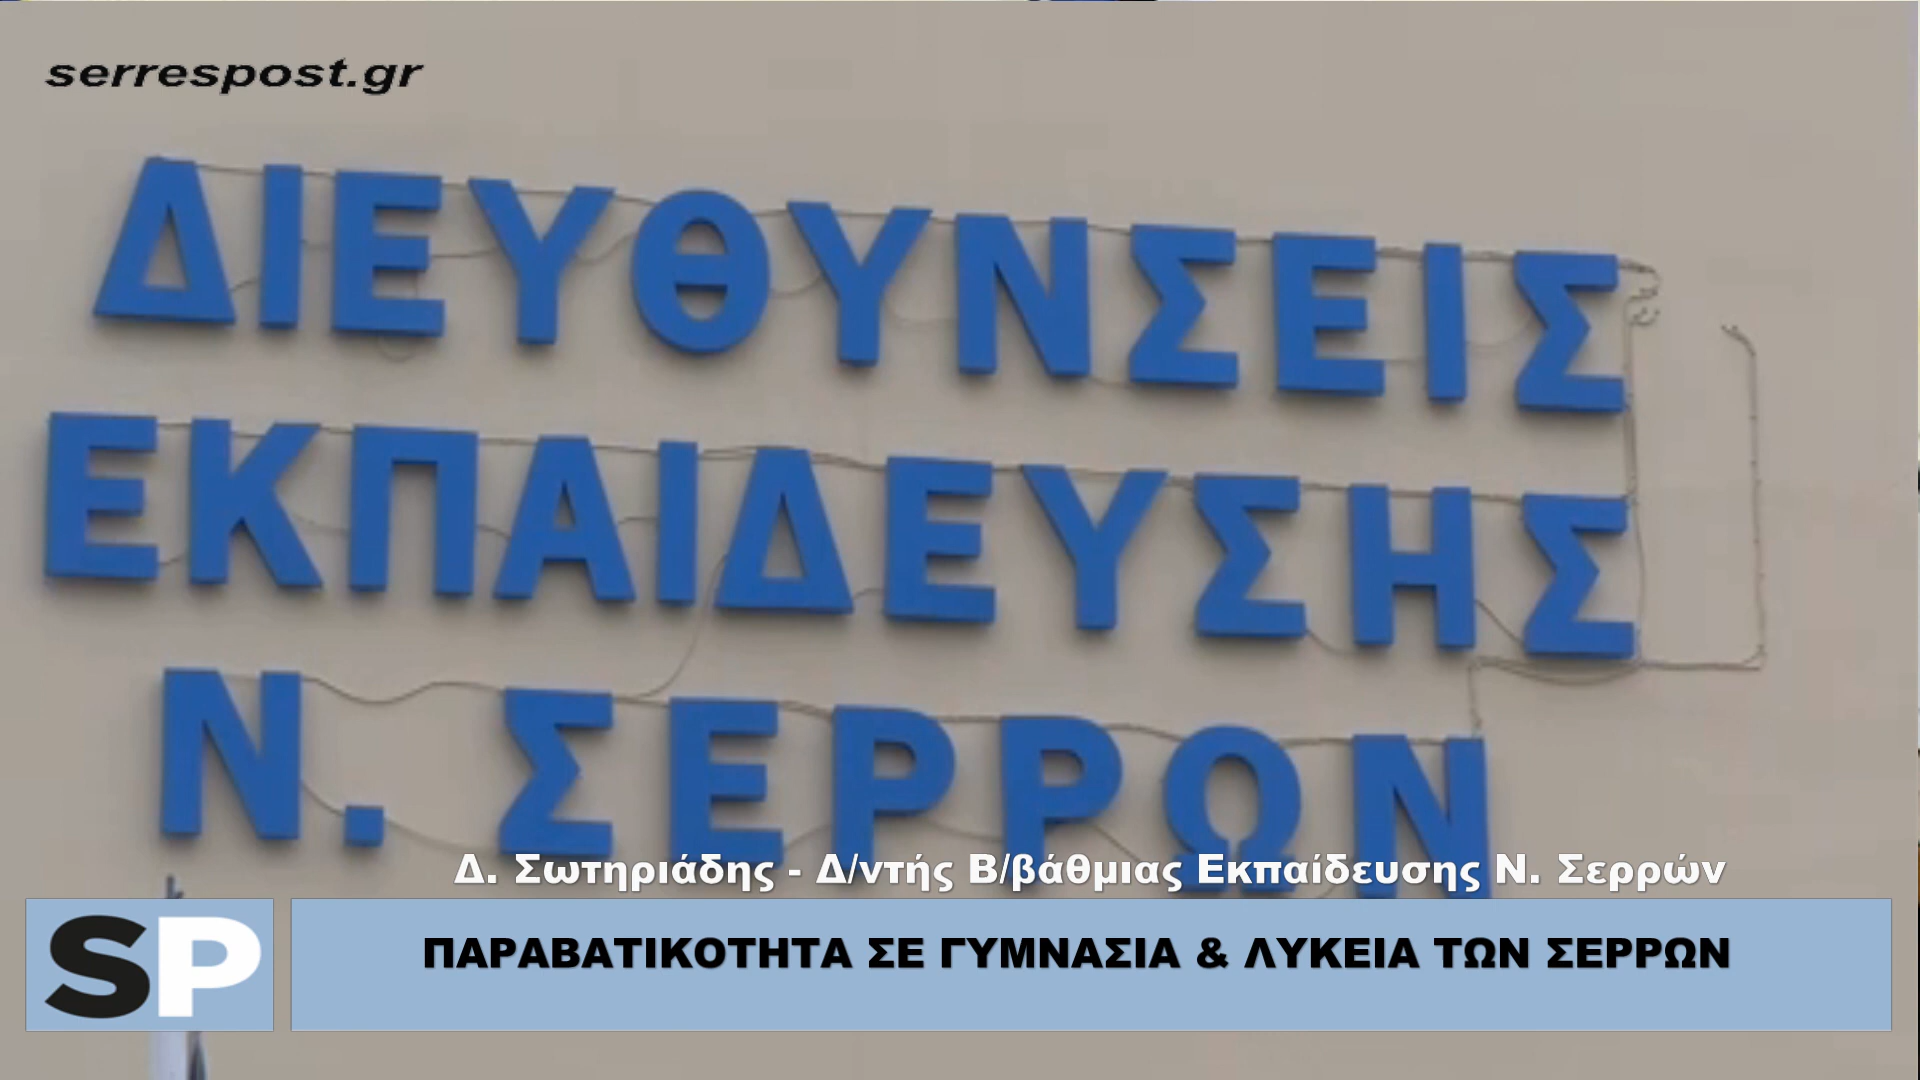 serrespost.gr
ΔΙΕΥΘΥΝΣΕΙΣ
ΕΚΠΑΙΔΕΥΣΗΣ
Ν. ΣΕΡΡΩΝ
Δ. Σωτηριάδης - Δ/ντής Β/βάθμιας Εκπαίδευσης Ν. Σερρών
SP
ΠΑΡΑΒΑΤΙΚΟΤΗΤΑ ΣΕ ΓΥΜΝΑΣΙΑ & ΛΥΚΕΙΑ ΤΩΝ ΣΕΡΡΩΝ